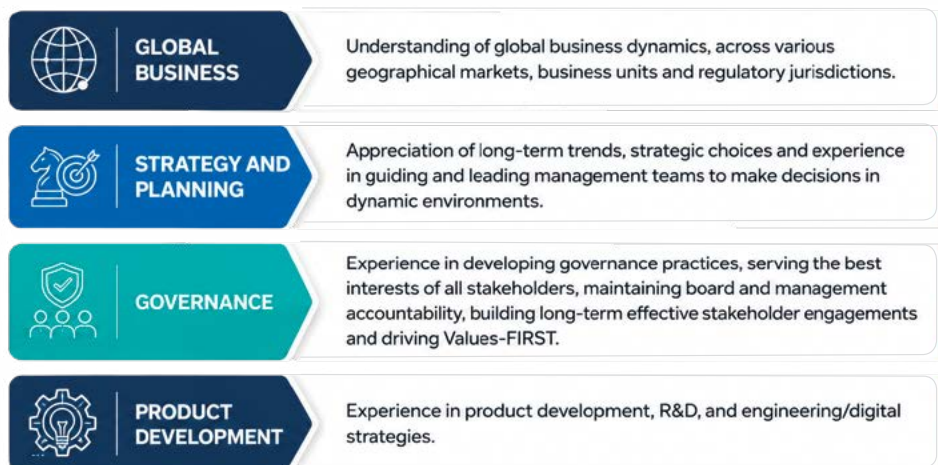 GLOBAL
BUSINESS
Understanding of global business dynamics, across various
geographical markets, business units and regulatory jurisdictions.
STRATEGY AND
PLANNING
Appreciation of long-term trends, strategic choices and experience
in guiding and leading management teams to make decisions in
dynamic environments.
GOVERNANCE
Experience in developing governance practices, serving the best
interests of all stakeholders, maintaining board and management
accountability, building long-term effective stakeholder engagements
and driving Values-FIRST.
PRODUCT
DEVELOPMENT
Experience in product development, R&D, and engineering/digital
strategies.